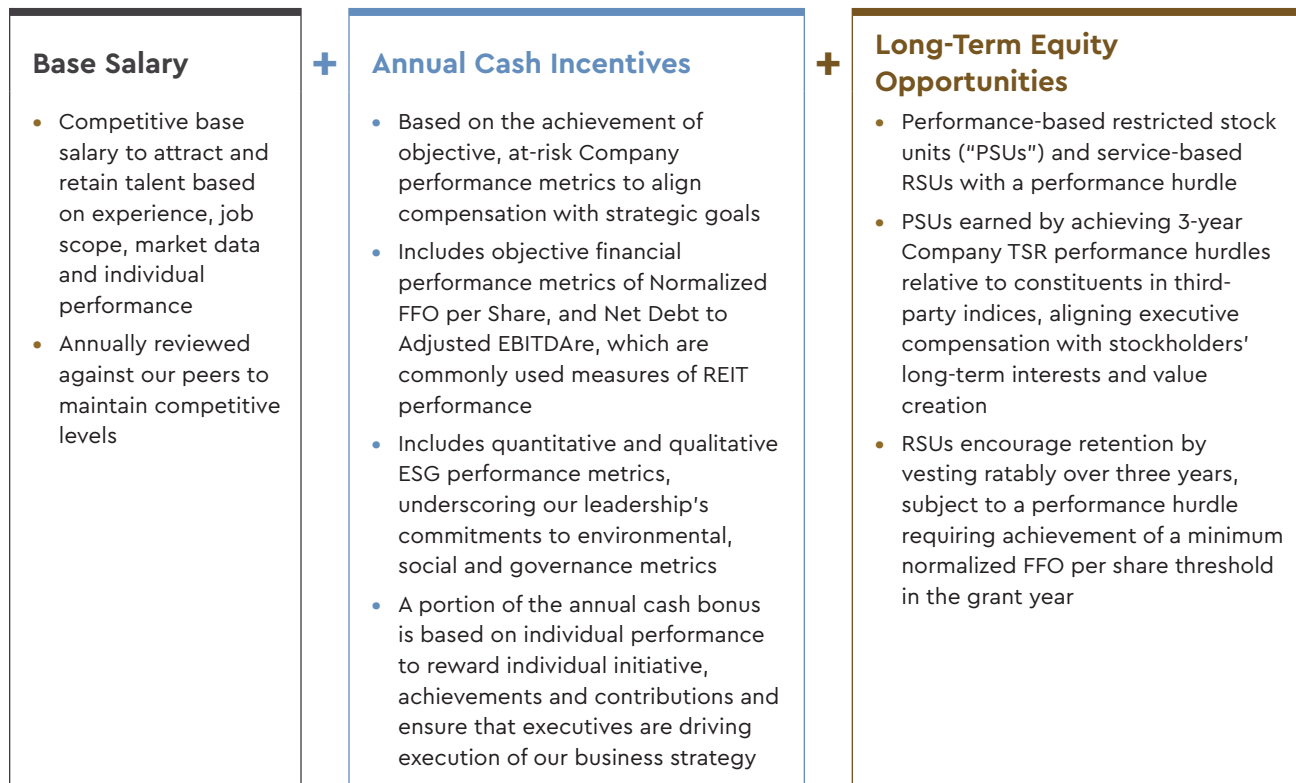 Base Salary
• Competitive base
salary to attract and
retain talent based
on experience, job
scope, market data
and individual
performance
• Annually reviewed
against our peers to
maintain competitive
levels
+
Annual Cash Incentives
• Based on the achievement of
objective, at-risk Company
performance metrics to align
compensation with strategic goals
• Includes objective financial
performance metrics of Normalized
FFO per Share, and Net Debt to
Adjusted EBITDAre, which are
commonly used measures of REIT
performance
• Includes quantitative and qualitative
ESG performance metrics,
underscoring our leadership's
commitments to environmental,
social and governance metrics
• A portion of the annual cash bonus
is based on individual performance
to reward individual initiative,
achievements and contributions and
ensure that executives are driving
execution of our business strategy
+
Long-Term Equity
Opportunities
• Performance-based restricted stock
units (“PSUs”) and service-based
RSUs with a performance hurdle
• PSUs earned by achieving 3-year
Company TSR performance hurdles
relative to constituents in third-
party indices, aligning executive
compensation with stockholders'
long-term interests and value
creation
• RSUs encourage retention by
vesting ratably over three years,
subject to a performance hurdle
requiring achievement of a minimum
normalized FFO per share threshold
in the grant year